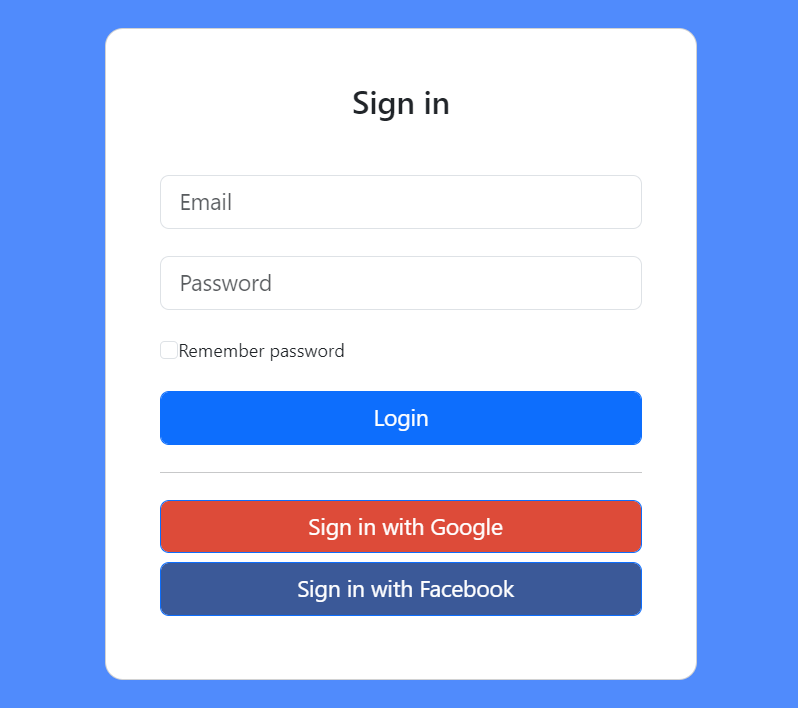 Sign in
Email
Password
Remember password
Login
Sign in with Google
Sign in with Facebook